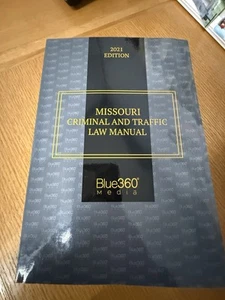 2021
EDITION
MISSOURI
CRIMINAL AND TRAFFIC
LAW MANUAL
Blue360°
Media